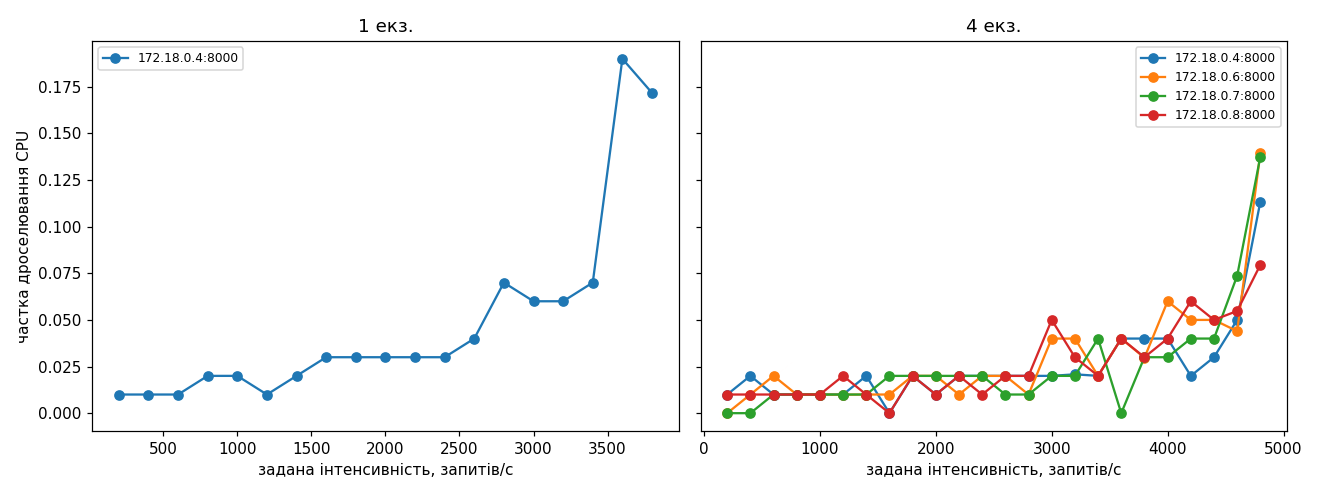 1 екз.
172.18.0.4:8000
0.175
0.150
0.125
0.100
0.075
0.050
0.025
0.000
частка дроселювання CPU
500 1000 1500 2000 2500 3000 3500
задана інтенсивність, запитів/с
4 екз.
172.18.0.4:8000
172.18.0.6:8000
172.18.0.7:8000
172.18.0.8:8000
0 1000 2000 3000 4000 5000
задана інтенсивність, запитів/с